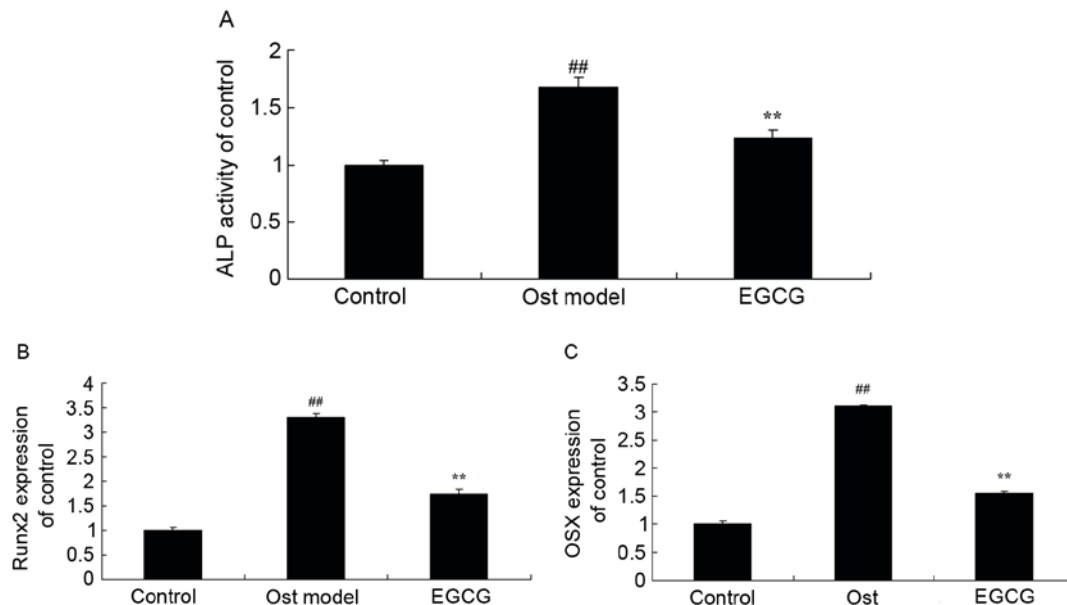 A
ALP activity of control
2
1.5
1
0.5
0
##
**
Control
Ost model
EGCG
B
Runx2 expression
of control
4
3.5
3
2.5
2
1.5
1
0.5
0
##
**
Control
Ost model
EGCG
C
OSX expression
of control
3.5
3
2.5
2
1.5
1
0.5
0
##
**
Control
Ost
EGCG